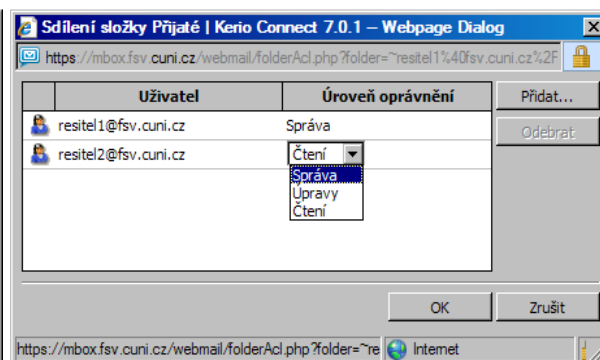 Sdílení složky Přijaté | Kerio Connect 7.0.1 – Webpage Dialog
https://mbox.fsv.cuni.cz/webmail/folderAcl.php?folder=~resitel1%40fsv.cuni.cz%2F
Uživatel Úroveň oprávnění Přidat...
resitel1@fsv.cuni.cz Správa Odebrat
resitel2@fsv.cuni.cz Čtení
Správa
Úpravy
Čtení
OK Zrušit
https://mbox.fsv.cuni.cz/webmail/folderAcl.php?folder=~re Internet